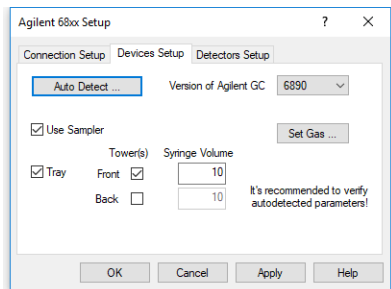 Agilent 68xx Setup ? ×
Connection Setup Devices Setup Detectors Setup
Auto Detect ... Version of Agilent GC 6890
Use Sampler Set Gas ...
Tower(s) Syringe Volume
Tray Front 10
Back 10
It's recommended to verify
autodetected parameters!
OK Cancel Apply Help